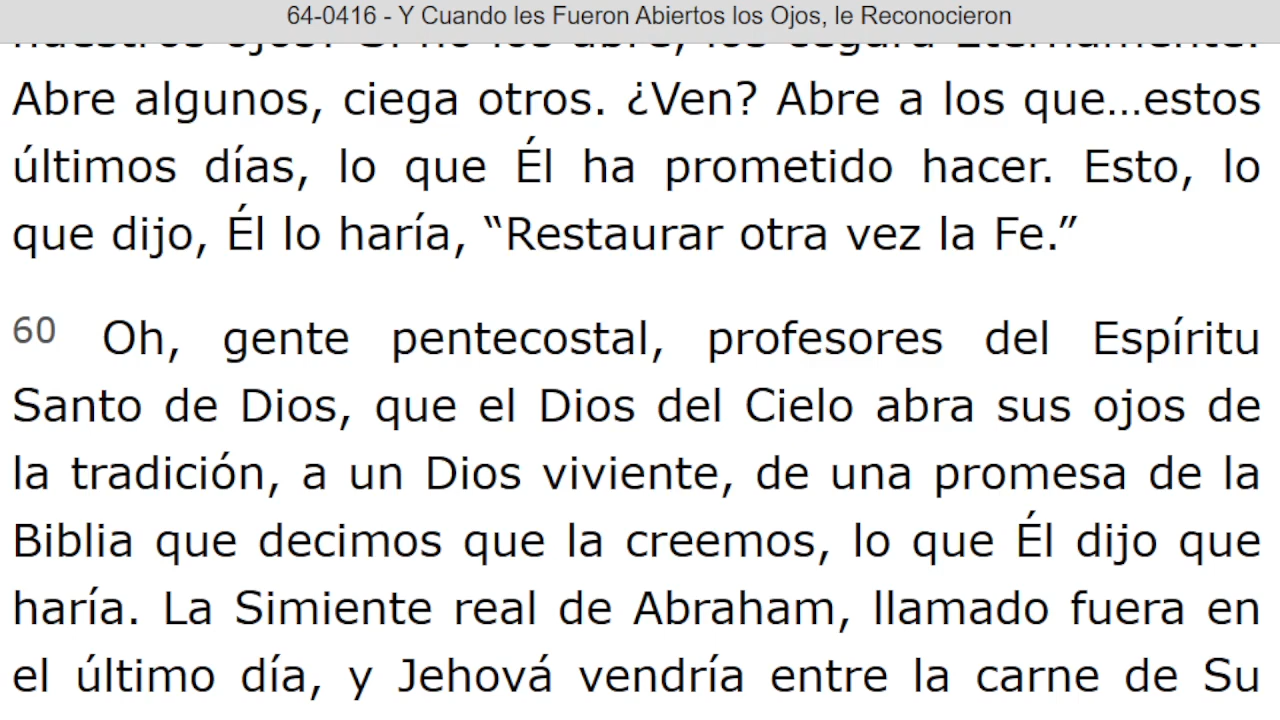 64-0416 - Y Cuando les Fueron Abiertos los Ojos, le Reconocieron
Abre algunos, ciega otros. ¿Ven? Abre a los que...estos
últimos días, lo que Él ha prometido hacer. Esto, lo
que dijo, Él lo haría, “Restaurar otra vez la Fe.”
60 Oh, gente pentecostal, profesores del Espíritu
Santo de Dios, que el Dios del Cielo abra sus ojos de
la tradición, a un Dios viviente, de una promesa de la
Biblia que decimos que la creemos, lo que Él dijo que
haría. La Simiente real de Abraham, llamado fuera en
el último día, y Jehová vendría entre la carne de Su